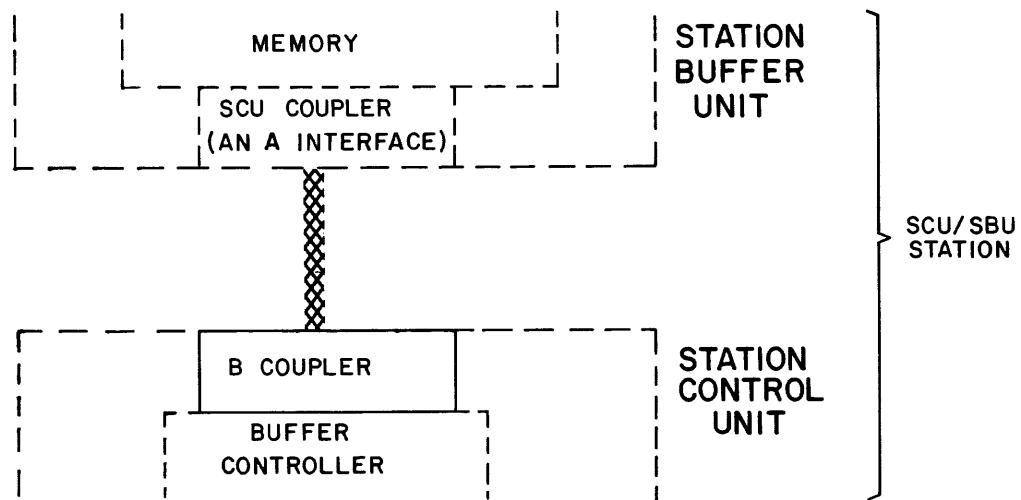 MEMORY
SCU COUPLER
(AN A INTERFACE)
STATION
BUFFER
UNIT
SCU/SBU
STATION
B COUPLER
BUFFER
CONTROLLER
STATION
CONTROL
UNIT